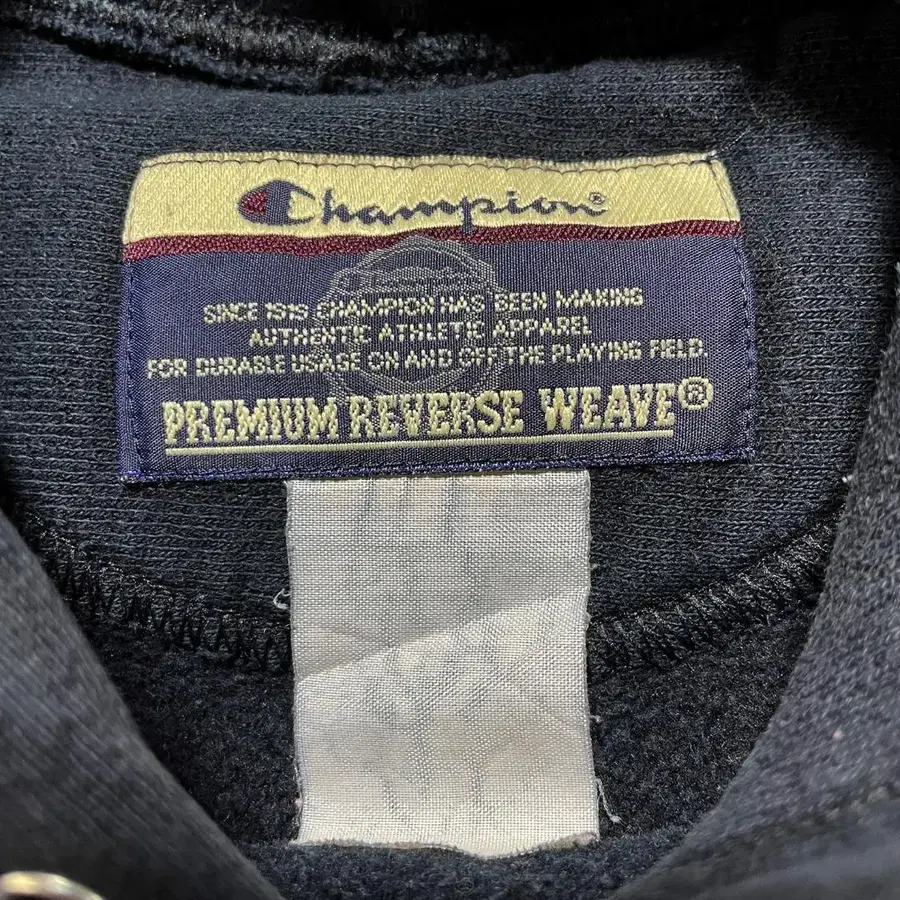 Champion®
SINCE 1919 CHAMPION HAS BEEN MAKING
AUTHENTIC ATHLETIC APPAREL
FOR DURABLE USAGE ON AND OFF THE PLAYING FIELD.
PREMIUM REVERSE WEAVE®